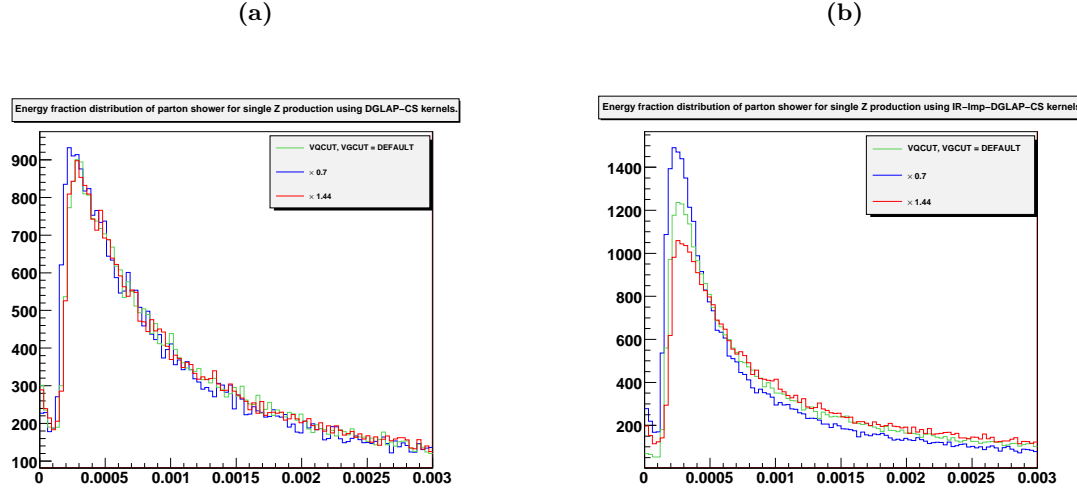 (a)
Energy fraction distribution of parton shower for single Z production using DGLAP–CS kernels.
VQCUT, VGCUT = DEFAULT
× 0.7
× 1.44
900
800
700
600
500
400
300
200
100
0 0.0005 0.001 0.0015 0.002 0.0025 0.003
(b)
Energy fraction distribution of parton shower for single Z production using IR–Imp–DGLAP–CS kernels
VQCUT, VGCUT = DEFAULT
× 0.7
× 1.44
1400
1200
1000
800
600
400
200
0 0.0005 0.001 0.0015 0.002 0.0025 0.003